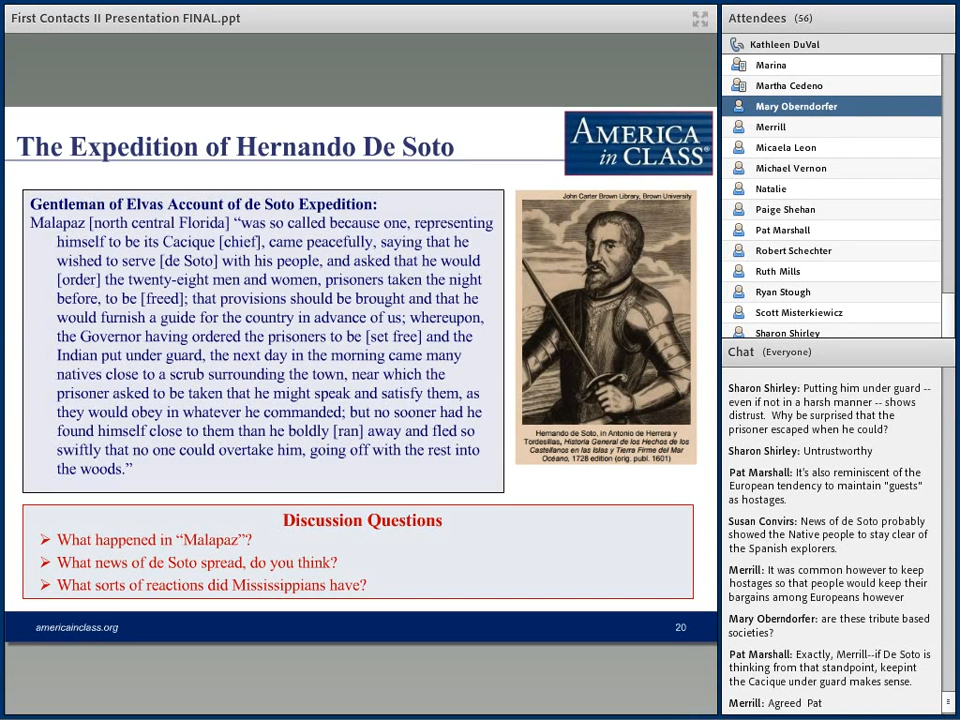 First Contacts II Presentation FINAL.ppt
The Expedition of Hernando De Soto
AMERICA
in CLASS®
Gentleman of Elvas Account of de Soto Expedition:
Malapaz [north central Florida] “was so called because one, representing
himself to be its Cacique [chief], came peacefully, saying that he
wished to serve [de Soto] with his people, and asked that he would
[order] the twenty-eight men and women, prisoners taken the night
before, to be [freed]; that provisions should be brought and that he
would furnish a guide for the country in advance of us; whereupon,
the Governor having ordered the prisoners to be [set free] and the
Indian put under guard, the next day in the morning came many
natives close to a scrub surrounding the town, near which the
prisoner asked to be taken that he might speak and satisfy them, as
they would obey in whatever he commanded; but no sooner had he
found himself close to them than he boldly [ran] away and fled so
swiftly that no one could overtake him, going off with the rest into
the woods.”
John Carter Brown Library, Brown University
Hernando de Soto, in Antonio de Herrera y
Tordesillas, Historia General de los Hechos de los
Castellanos en las Islas y Tierra Firme del Mar
Océano, 1728 edition (orig. publ. 1601)
Discussion Questions
➢ What happened in “Malapaz”?
➢ What news of de Soto spread, do you think?
➢ What sorts of reactions did Mississippians have?
americainclass.org
20
Attendees (56)
Kathleen DuVal
Marina
Martha Cedeno
Mary Oberndorfer
Merrill
Micaela Leon
Michael Vernon
Natalie
Paige Shehan
Pat Marshall
Robert Schechter
Ruth Mills
Ryan Stough
Scott Misterkiewicz
Sharon Shirley
Chat (Everyone)
Sharon Shirley: Putting him under guard --
even if not in a harsh manner -- shows
distrust. Why be surprised that the
prisoner escaped when he could?
Sharon Shirley: Untrustworthy
Pat Marshall: It's also reminiscent of the
European tendency to maintain "guests"
as hostages.
Susan Convirs: News of de Soto probably
showed the Native people to stay clear of
the Spanish explorers.
Merrill: It was common however to keep
hostages so that people would keep their
bargains among Europeans however
Mary Oberndorfer: are these tribute based
societies?
Pat Marshall: Exactly, Merrill--if De Soto is
thinking from that standpoint, keepint
the Cacique under guard makes sense.
Merrill: Agreed Pat